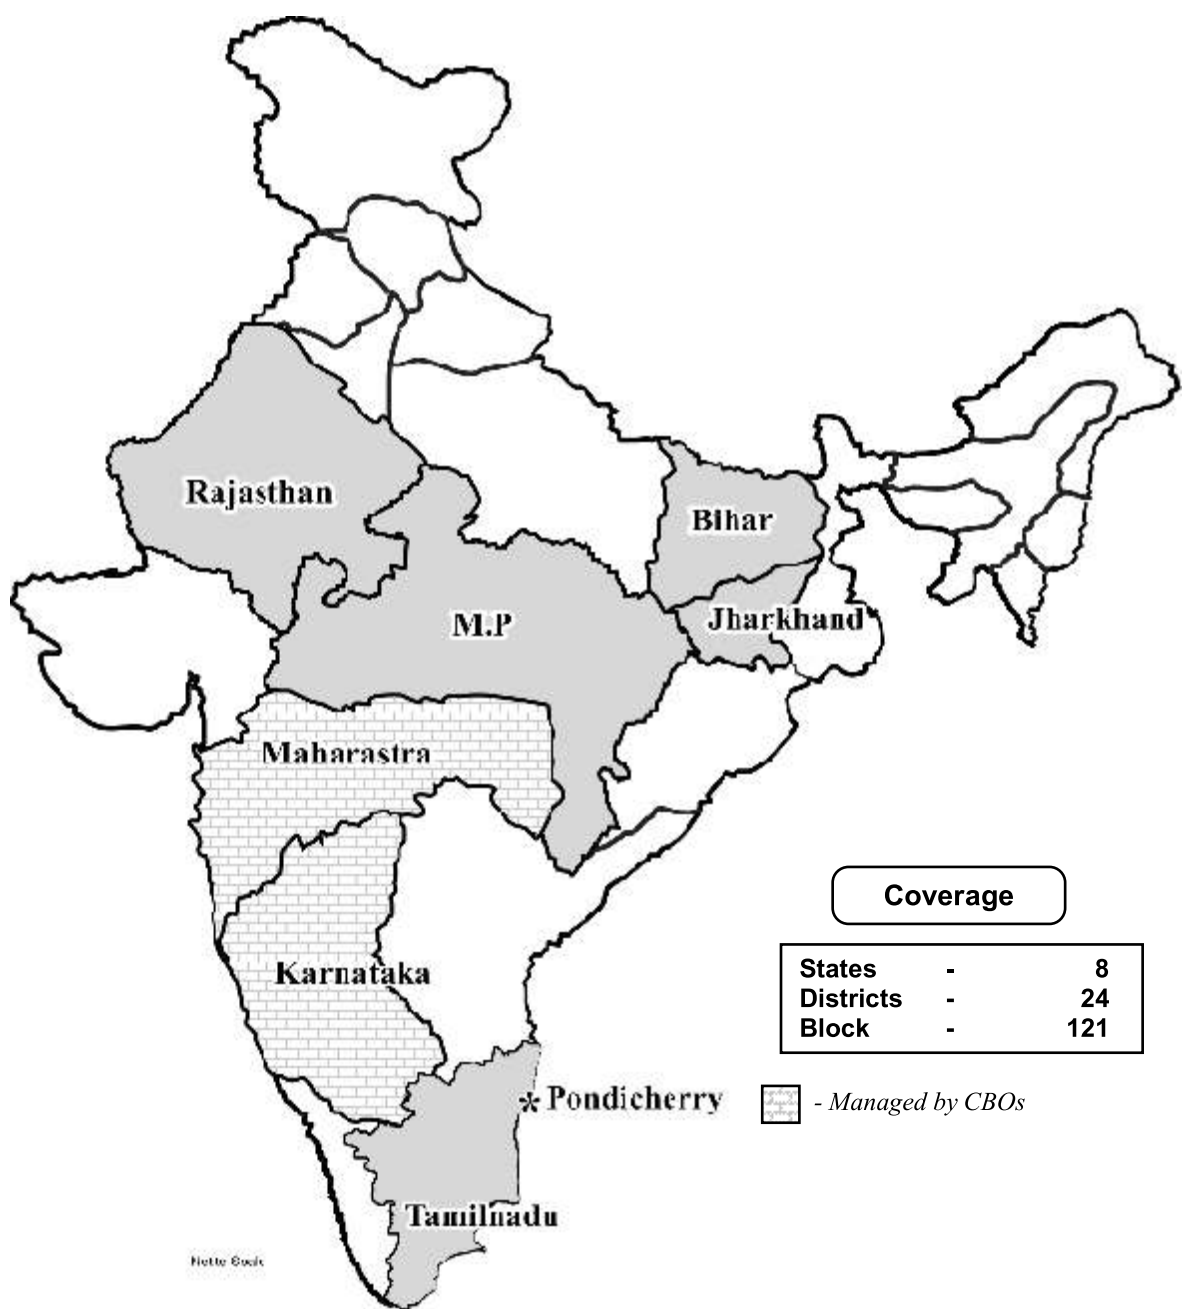 Rajasthan
Bihar
M.P
Jharkhand
Maharastra
Coverage
States - 8
Districts - 24
Block - 121
Karnataka
*Pondicherry
- Managed by CBOs
Tamilnadu